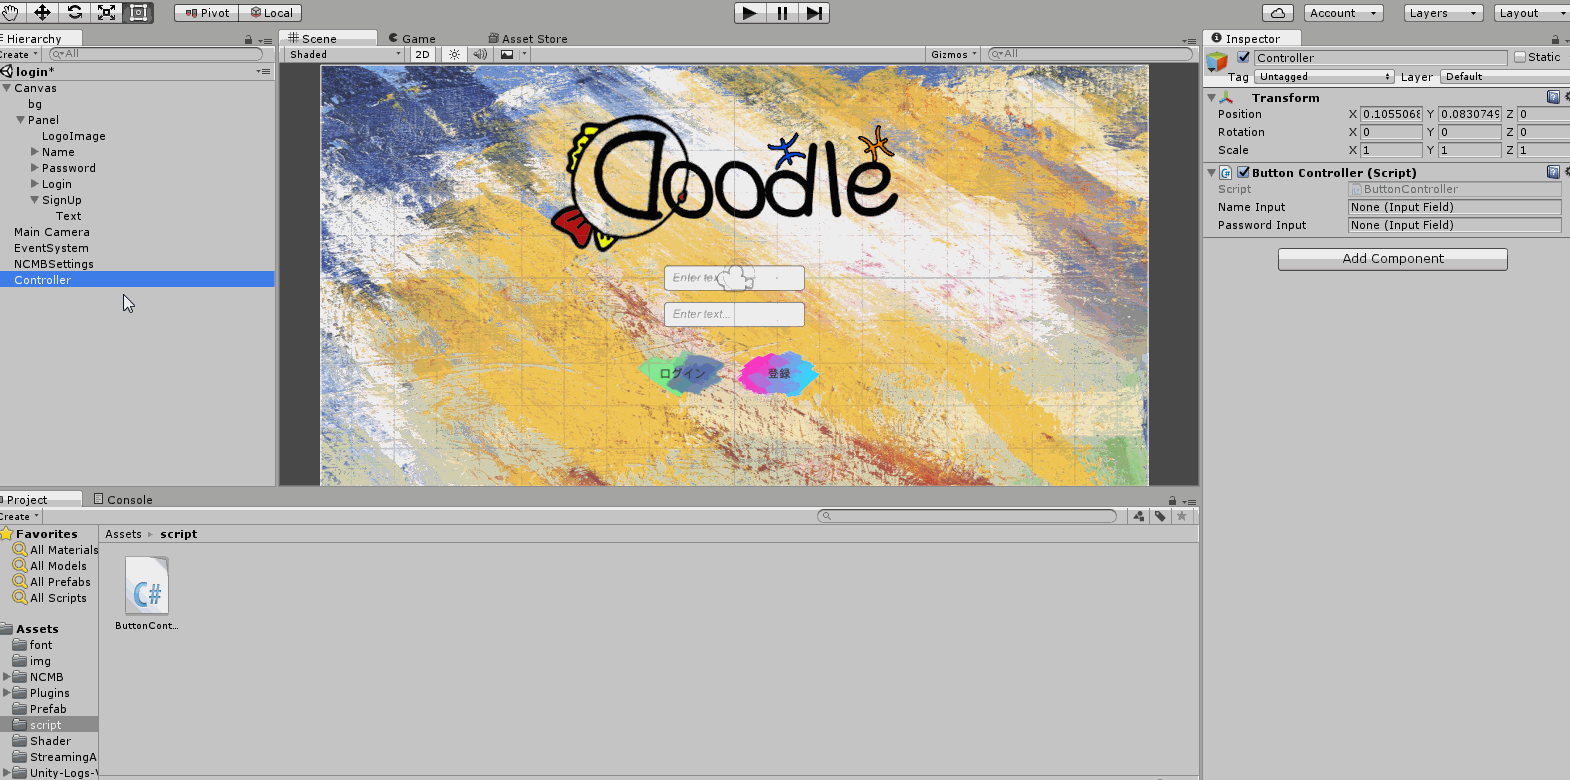 Pivot Local Account Layers Layout
Hierarchy
Create All
login*
Canvas
bg
Panel
LogoImage
Name
Password
Login
SignUp
Text
Main Camera
EventSystem
NCMBSettings
Controller
Scene Game Asset Store
Shaded 2D Gizmos All
Doodle
Enter tex
Enter text...
ログイン 登録
Inspector
Controller Static
Tag Untagged Layer Default
Transform
Position X 0.1055068 Y 0.0830749 Z 0
Rotation X 0 Y 0 Z 0
Scale X 1 Y 1 Z 1
Button Controller (Script)
Script ButtonController
Name Input None (Input Field)
Password Input None (Input Field)
Add Component
Project Console
Create
Favorites
All Materials
All Models
All Prefabs
All Scripts
Assets
font
img
NCMB
Plugins
Prefab
script
Shader
StreamingA
Unity-Logs-V
Assets script
C#
ButtonCont...